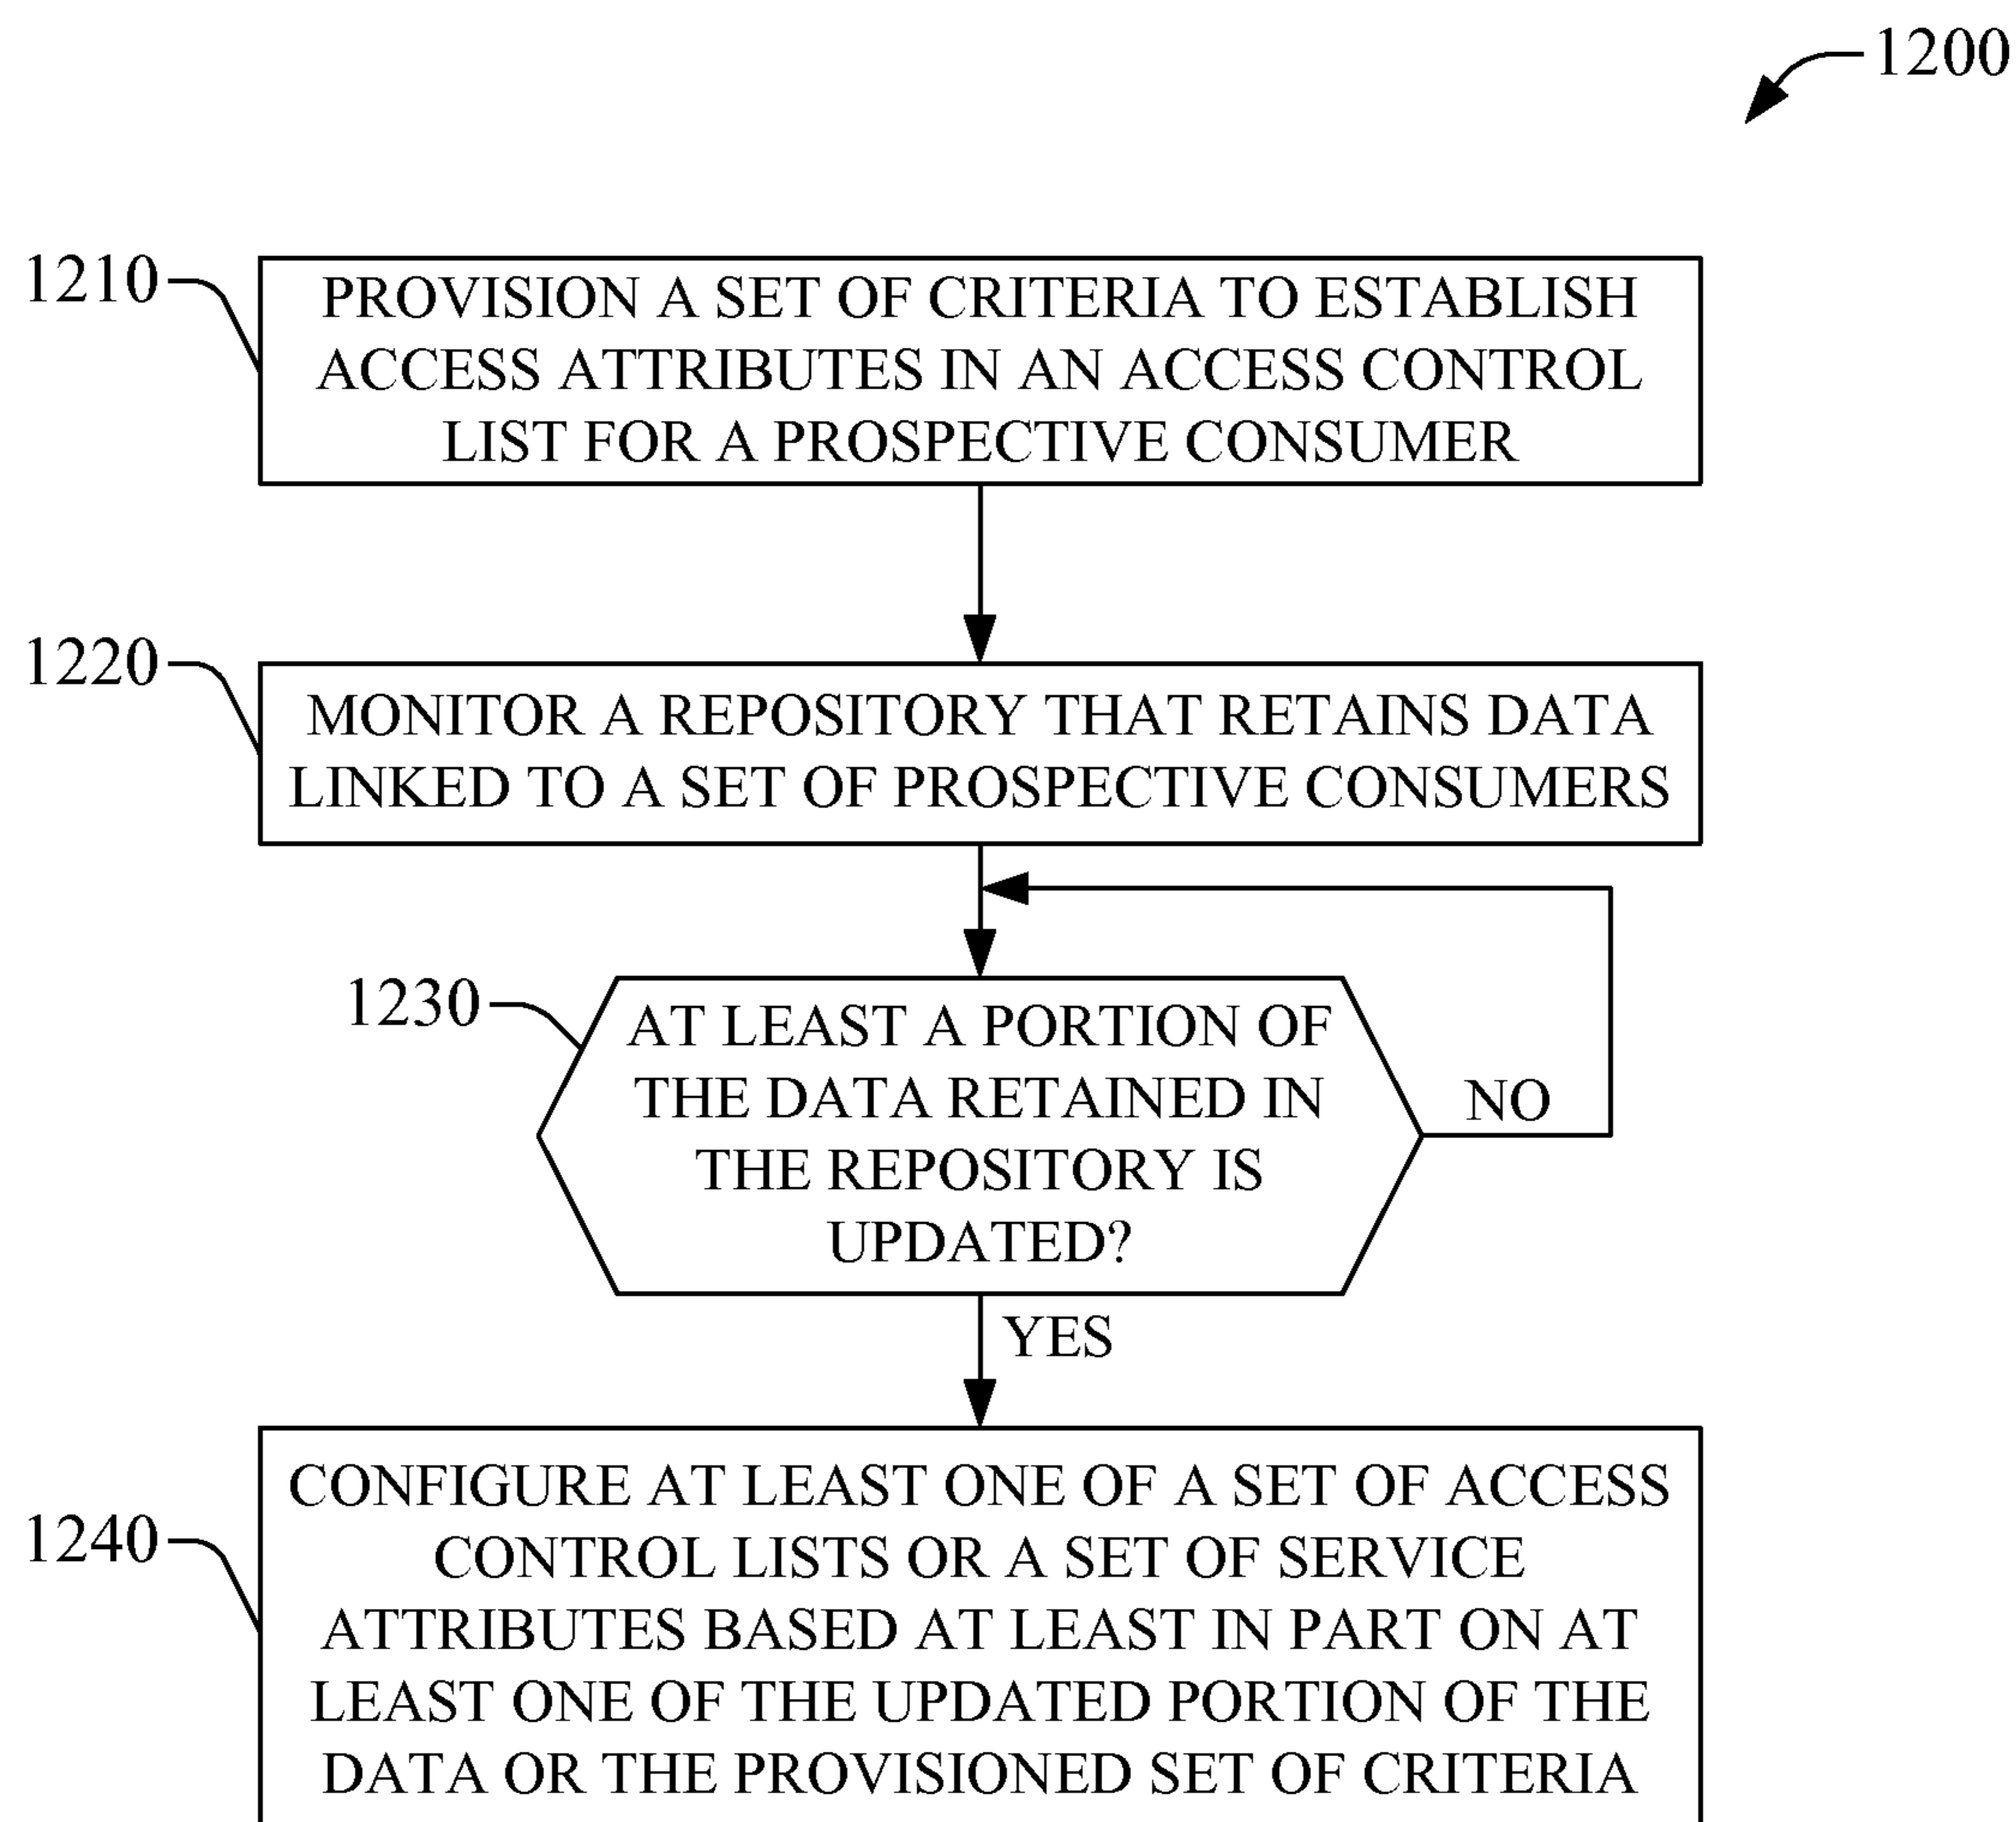 1200
1210
PROVISION A SET OF CRITERIA TO ESTABLISH
ACCESS ATTRIBUTES IN AN ACCESS CONTROL
LIST FOR A PROSPECTIVE CONSUMER
1220
MONITOR A REPOSITORY THAT RETAINS DATA
LINKED TO A SET OF PROSPECTIVE CONSUMERS
1230
AT LEAST A PORTION OF
THE DATA RETAINED IN
THE REPOSITORY IS
UPDATED?
NO
YES
1240
CONFIGURE AT LEAST ONE OF A SET OF ACCESS
CONTROL LISTS OR A SET OF SERVICE
ATTRIBUTES BASED AT LEAST IN PART ON AT
LEAST ONE OF THE UPDATED PORTION OF THE
DATA OR THE PROVISIONED SET OF CRITERIA